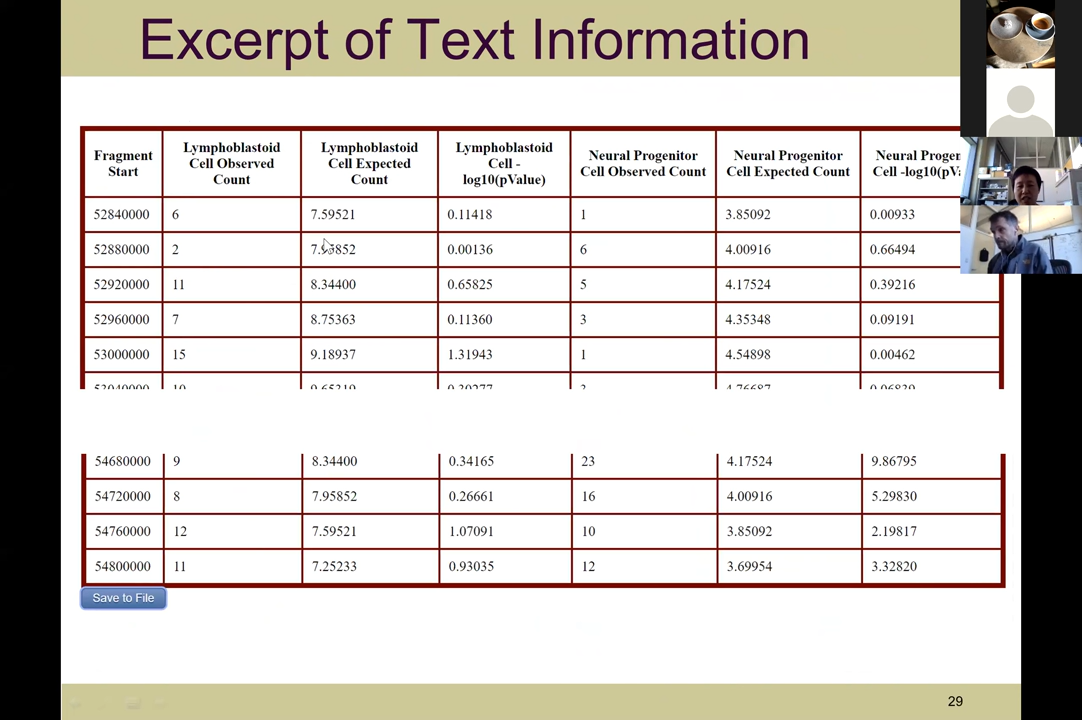 Excerpt of Text Information
Fragment Start | Lymphoblastoid Cell Observed Count | Lymphoblastoid Cell Expected Count | Lymphoblastoid Cell - log10(pValue) | Neural Progenitor Cell Observed Count | Neural Progenitor Cell Expected Count | Neural Cell
52840000 6 7.59521 0.11418 1 3.85092 0.00933
52880000 2 7.95852 0.00136 6 4.00916 0.66494
52920000 11 8.34400 0.65825 5 4.17524 0.39216
52960000 7 8.75363 0.11360 3 4.35348 0.09191
53000000 15 9.18937 1.31943 1 4.54898 0.00462
54680000 9 8.34400 0.34165 23 4.17524 9.86795
54720000 8 7.95852 0.26661 16 4.00916 5.29830
54760000 12 7.59521 1.07091 10 3.85092 2.19817
54800000 11 7.25233 0.93035 12 3.69954 3.32820
Save to File
29